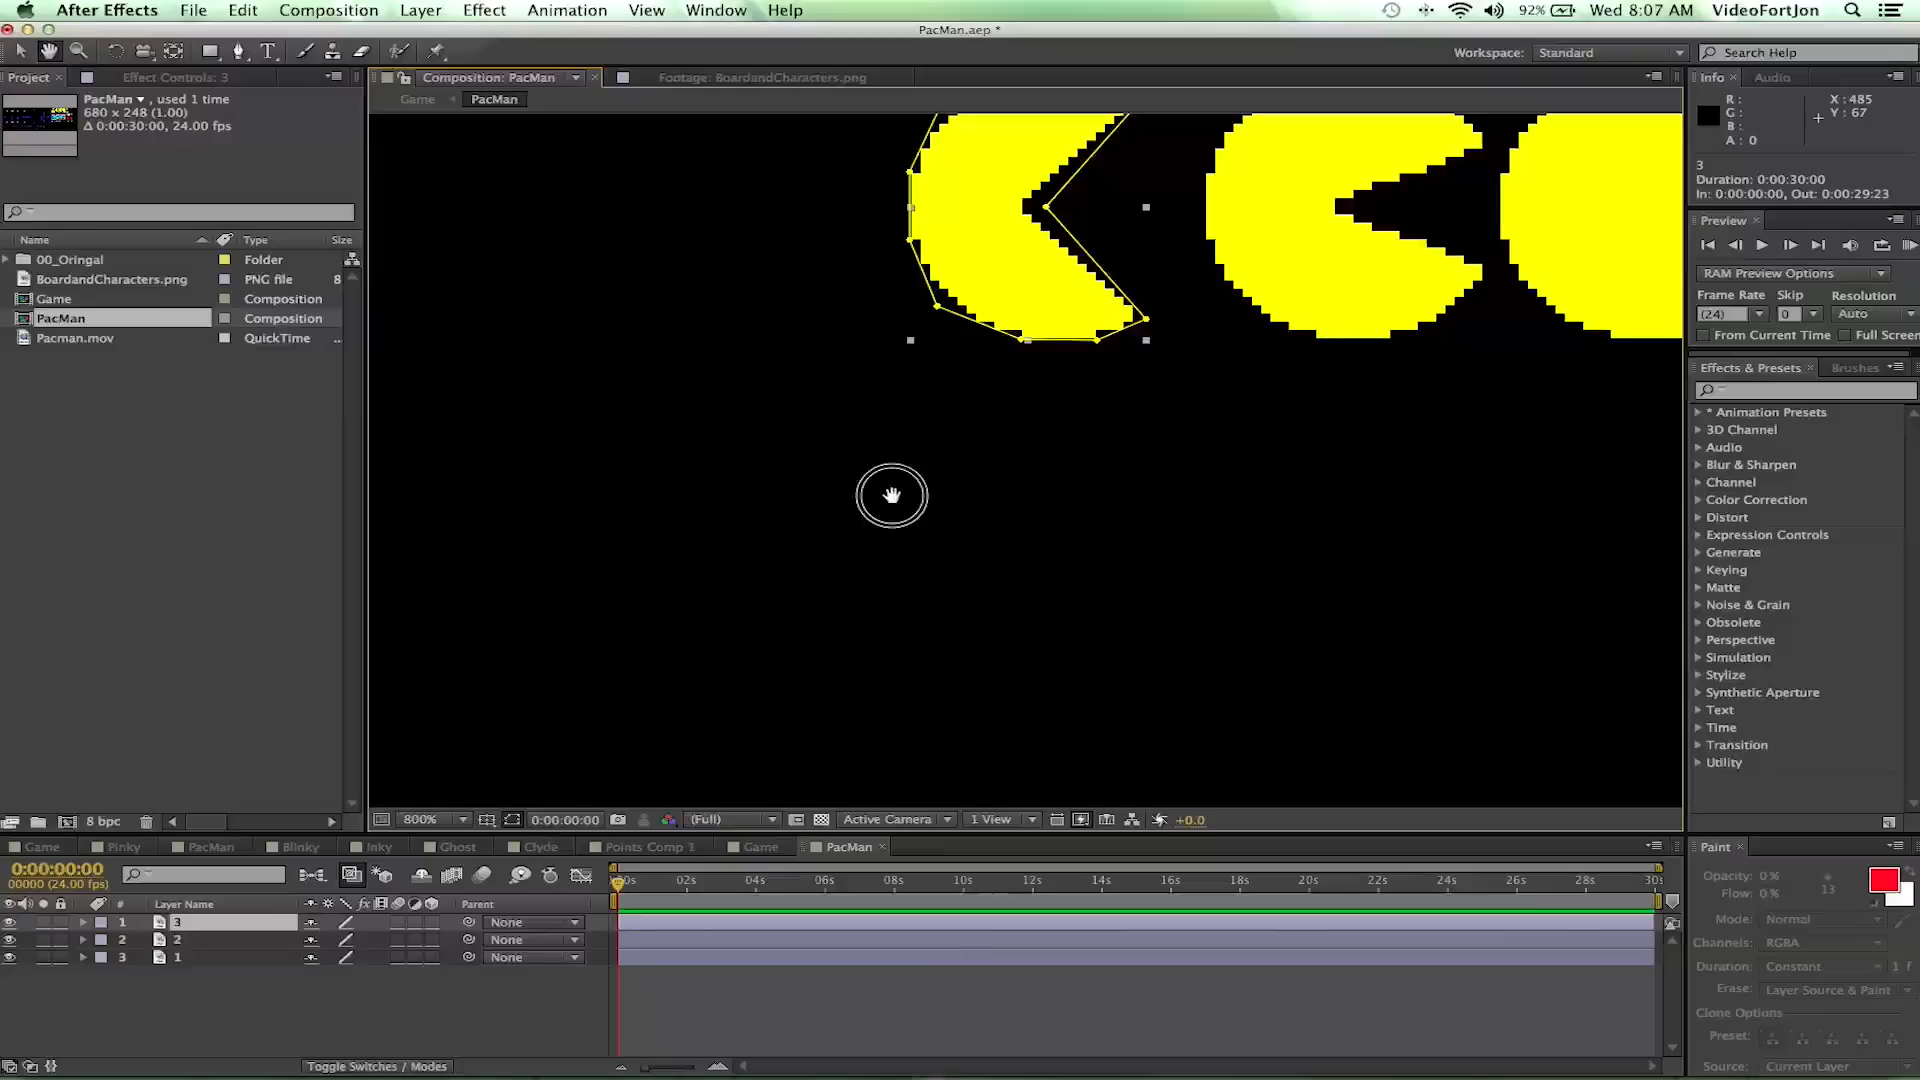 After Effects File Edit Composition Layer Effect Animation View Window Help 92% Wed 8:07 AM VideoFortJon
PacMan.aep *
Workspace: Standard Search Help
Project Effect Controls: 3 Composition: PacMan Footage: BoardandCharacters.png Info Audio
PacMan, used 1 time
680 x 248 (1.00)
Δ 0:00:30:00, 24.00 fps
Game PacMan
R : X : 485
G : Y : 67
B :
A : 0
3
Duration: 0:00:30:00
In: 0:00:00:00, Out: 0:00:29:23
Preview
RAM Preview Options
Frame Rate Skip Resolution
(24) 0 Auto
From Current Time Full Screen
Name Type Size
00_Oringal Folder
BoardandCharacters.png PNG file 8
Game Composition
PacMan Composition
Pacman.mov QuickTime ...
Effects & Presets Brushes
* Animation Presets
3D Channel
Audio
Blur & Sharpen
Channel
Color Correction
Distort
Expression Controls
Generate
Keying
Matte
Noise & Grain
Obsolete
Perspective
Simulation
Stylize
Synthetic Aperture
Text
Time
Transition
Utility
8 bpc 800% 0:00:00:00 (Full) Active Camera 1 View +0.0
Game Pinky PacMan Blinky Inky Ghost Clyde Points Comp 1 Game PacMan
0:00:00:00
00000 (24.00 fps)
00s 02s 04s 06s 08s 10s 12s 14s 16s 18s 20s 22s 24s 26s 28s 30s
# Layer Name fx Parent
1 3 None
2 2 None
3 1 None
Toggle Switches / Modes
Paint
Opacity: 0 %
Flow: 0 % 13
Mode: Normal
Channels: RGBA
Duration: Constant 1 f
Erase: Layer Source & Paint
Clone Options
Preset:
Source: Current Layer